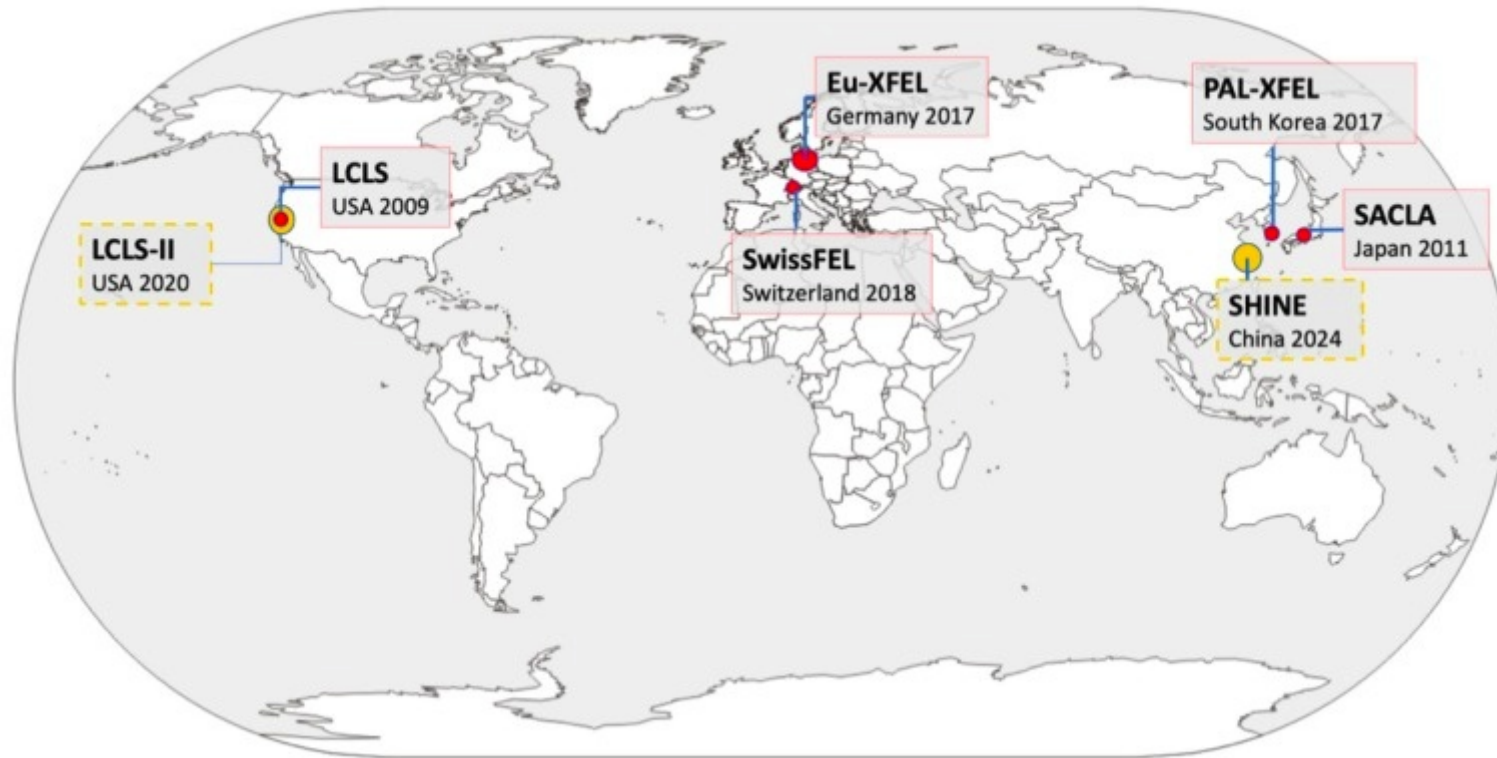 Eu-XFEL
Germany 2017
PAL-XFEL
South Korea 2017
LCLS
USA 2009
SACLA
Japan 2011
LCLS-II
USA 2020
SwissFEL
Switzerland 2018
SHINE
China 2024